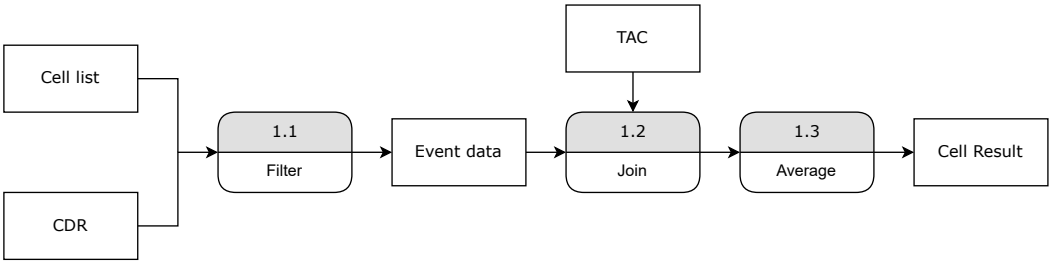 Cell list
CDR
1.1
Filter
Event data
TAC
1.2
Join
1.3
Average
Cell Result